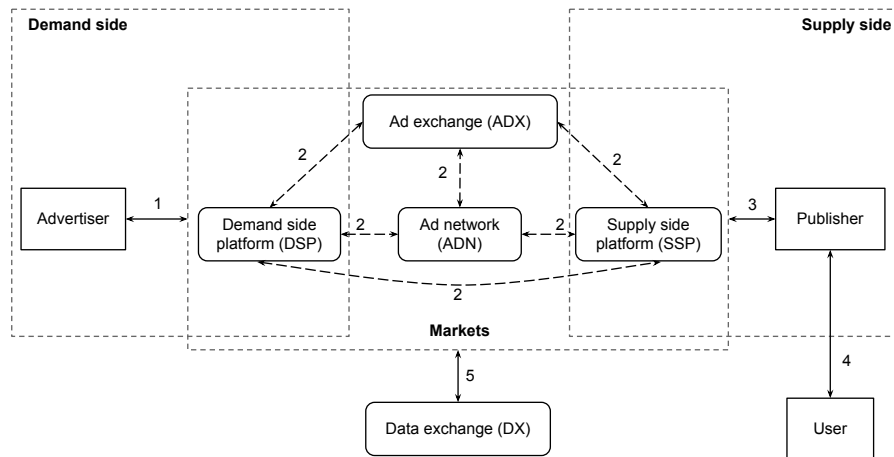 Demand side
Supply side
Ad exchange (ADX)
2
2
2
Advertiser
1
Demand side
platform (DSP)
2
Ad network
(ADN)
2
Supply side
platform (SSP)
3
Publisher
2
Markets
5
4
Data exchange (DX)
User